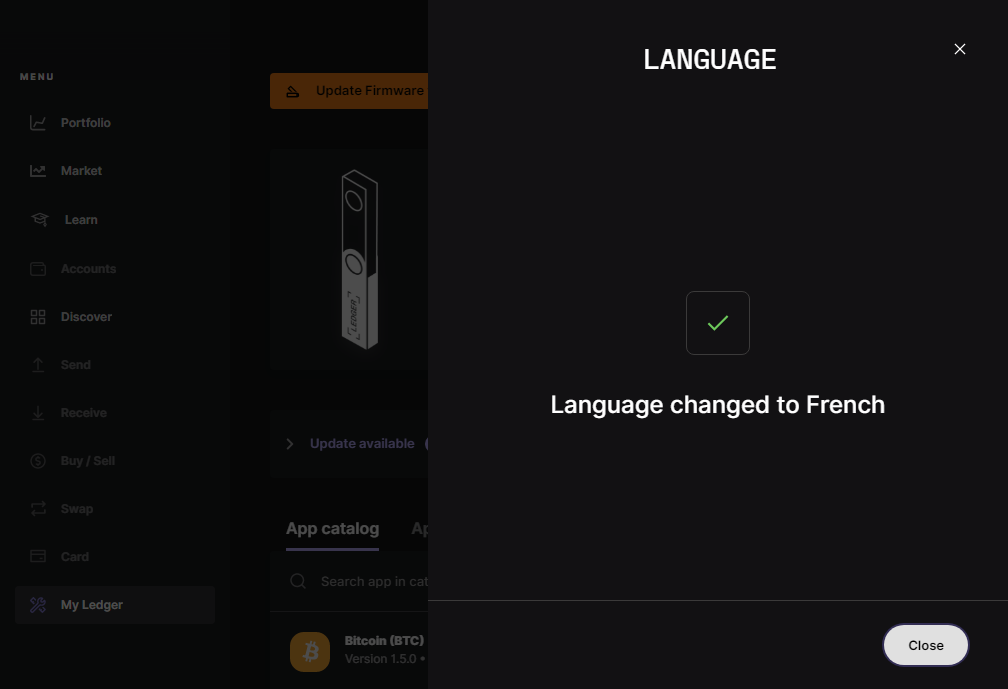 MENU
Portfolio
Market
Learn
Accounts
Discover
Send
Receive
Buy / Sell
Swap
Card
My Ledger
Update Firmware
LEDGER
Update available
App catalog
Search app in cat
Bitcoin (BTC)
Version 1.5.0 •
LANGUAGE
Language changed to French
Close